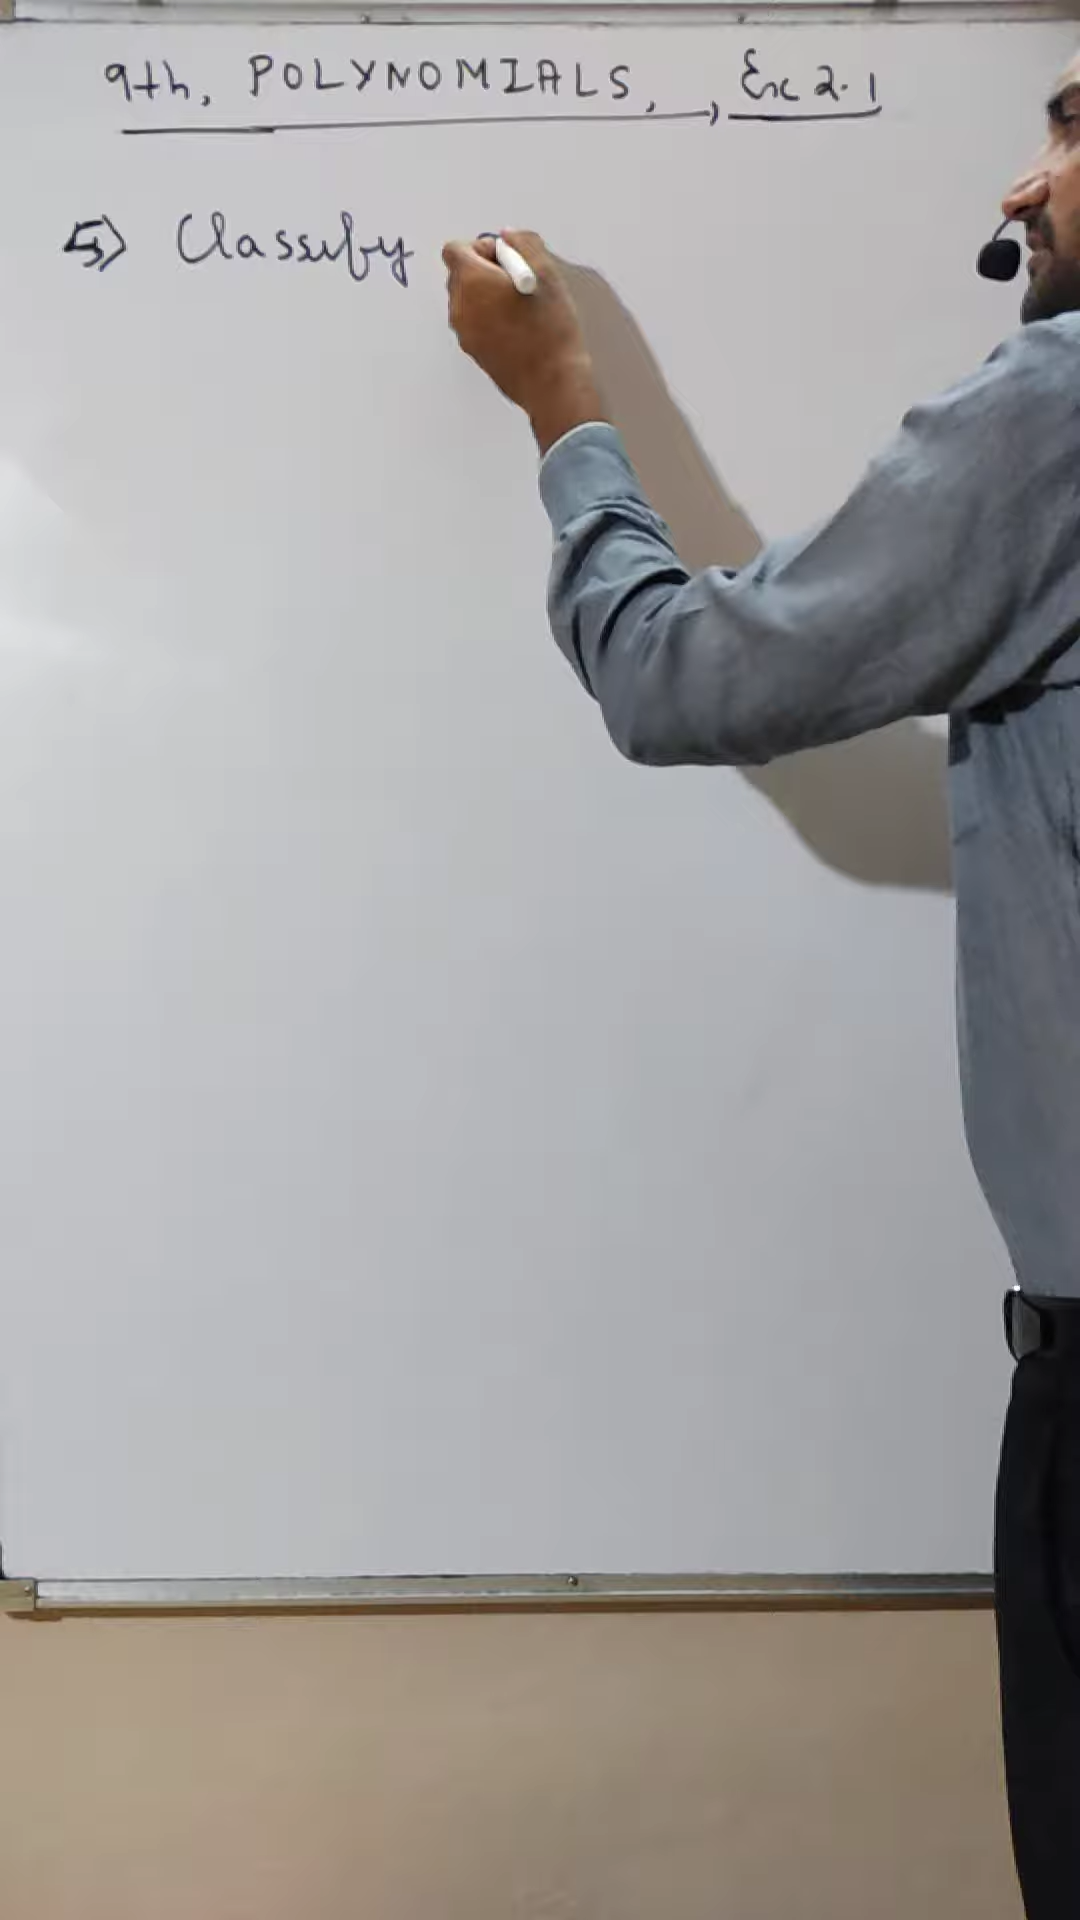 9th, POLYNOMIALS, Ex 2.1
5) Classify